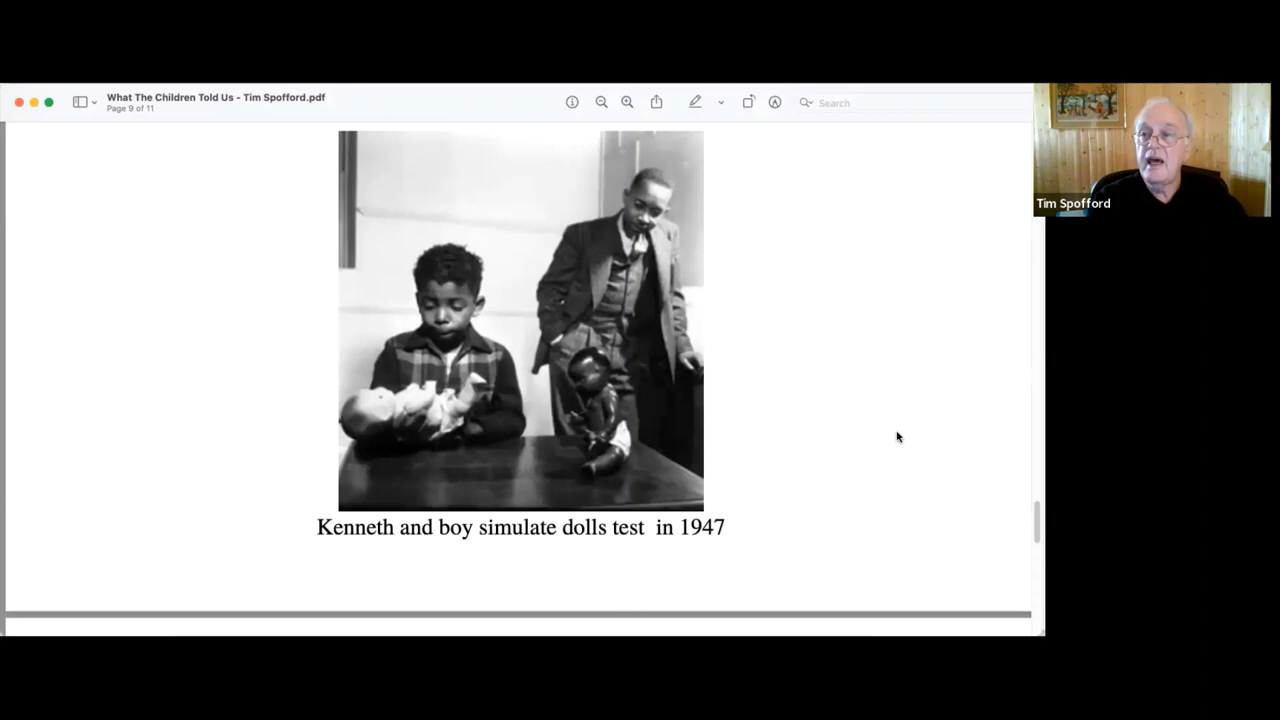 What The Children Told Us - Tim Spofford.pdf
Page 9 of 11
Search
Tim Spofford
Kenneth and boy simulate dolls test in 1947